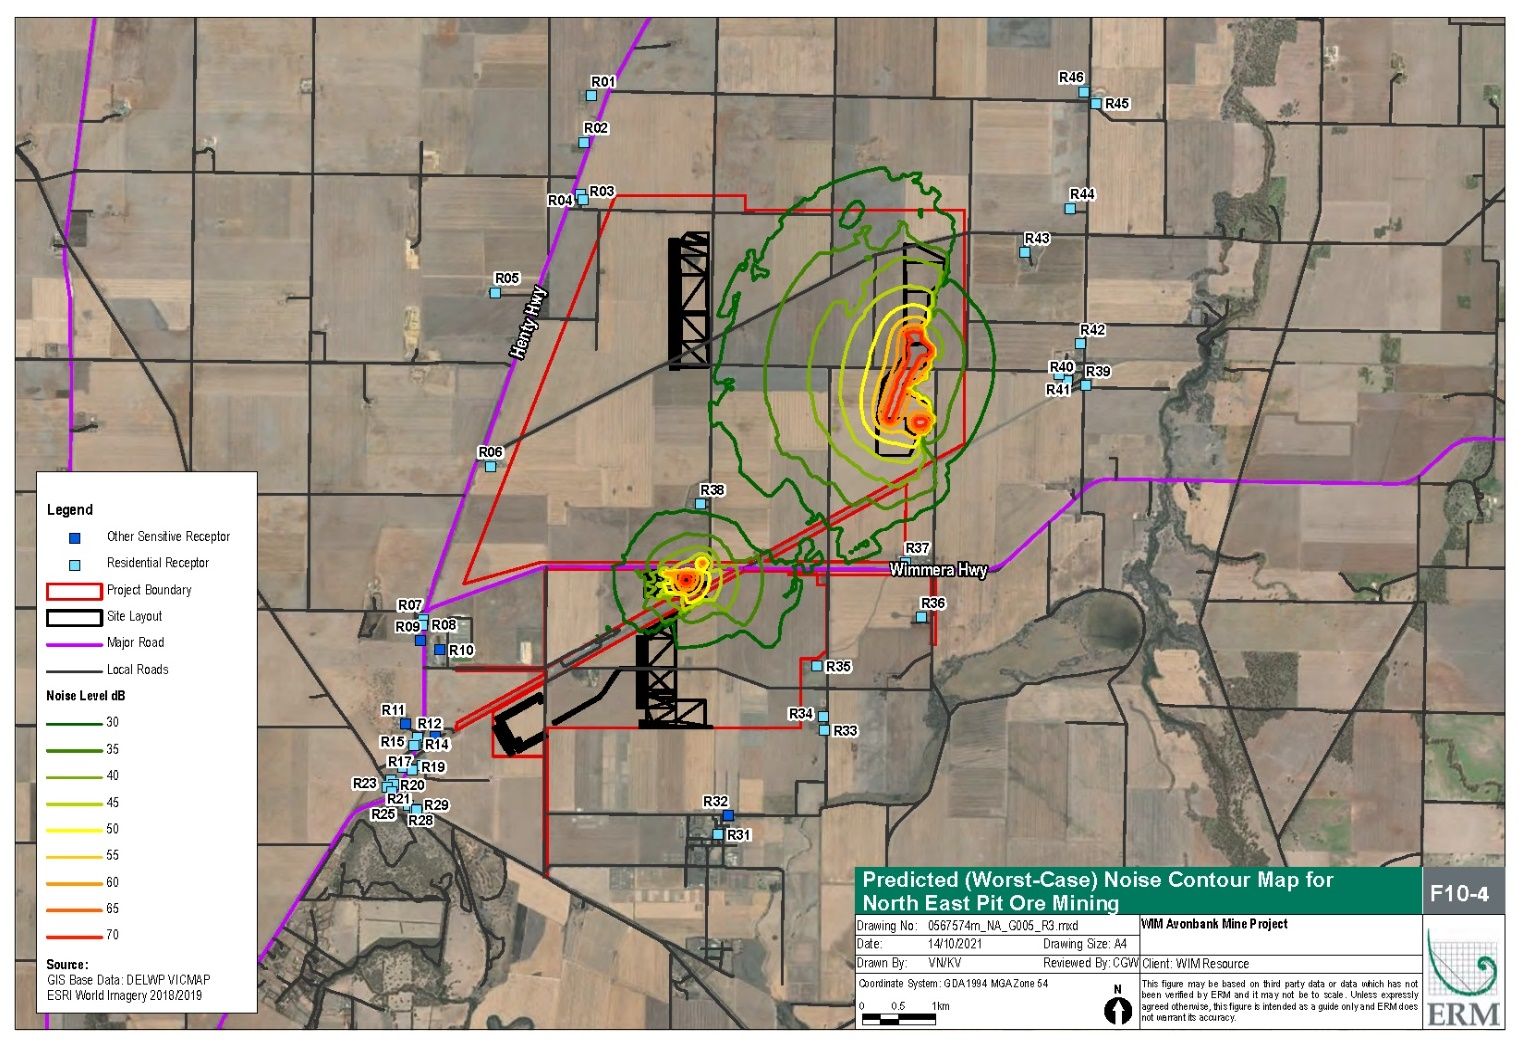 R01
R02
R03
R04
R05
R06
R46
R45
R44
R43
R42
R40
R39
R41
Henty Hwy
R38
R37
Wimmera Hwy
R36
R35
R34
R33
R07
R08
R09
R10
R11
R12
R15
R14
R17
R19
R23
R20
R21
R29
R25
R28
R32
R31
Legend
Other Sensitive Receptor
Residential Receptor
Project Boundary
Site Layout
Major Road
Local Roads
Noise Level dB
30
35
40
45
50
55
60
65
70
Source:
GIS Base Data: DELWP VICMAP
ESRI World Imagery 2018/2019
Predicted (Worst-Case) Noise Contour Map for
North East Pit Ore Mining
F10-4
Drawing No: 0567574m_NA_G005_R3.mxd
Date: 14/10/2021 Drawing Size: A4
Drawn By: VN/KV Reviewed By: CGW
Coordinate System: GDA 1994 MGA Zone 54
0 0.5 1km
N
WIM Avonbank Mine Project
Client: WIM Resource
This figure may be based on third party data or data which has not
been verified by ERM and it may not be to scale. Unless expressly
agreed otherwise, this figure is intended as a guide only and ERM does
not warrant its accuracy.
ERM